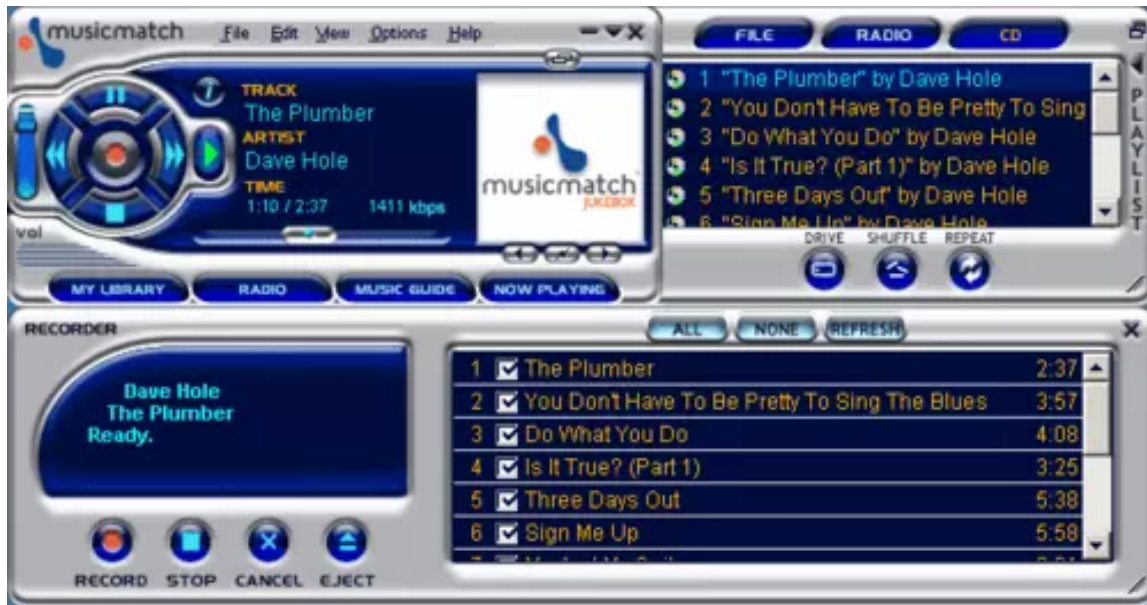 musicmatch File Edit View Options Help
TRACK
The Plumber
ARTIST
Dave Hole
TIME
1:10 / 2:37 1411 kbps
vol
musicmatch
JUKEBOX
MY LIBRARY RADIO MUSIC GUIDE NOW PLAYING
FILE RADIO CD
1 "The Plumber" by Dave Hole
2 "You Don't Have To Be Pretty To Sing
3 "Do What You Do" by Dave Hole
4 "Is It True? (Part 1)" by Dave Hole
5 "Three Days Out" by Dave Hole
6 "Sign Me Up" by Dave Hole
PLAYLIST
DRIVE SHUFFLE REPEAT
RECORDER
Dave Hole
The Plumber
Ready.
RECORD STOP CANCEL EJECT
ALL NONE REFRESH
1 The Plumber 2:37
2 You Don't Have To Be Pretty To Sing The Blues 3:57
3 Do What You Do 4:08
4 Is It True? (Part 1) 3:25
5 Three Days Out 5:38
6 Sign Me Up 5:58